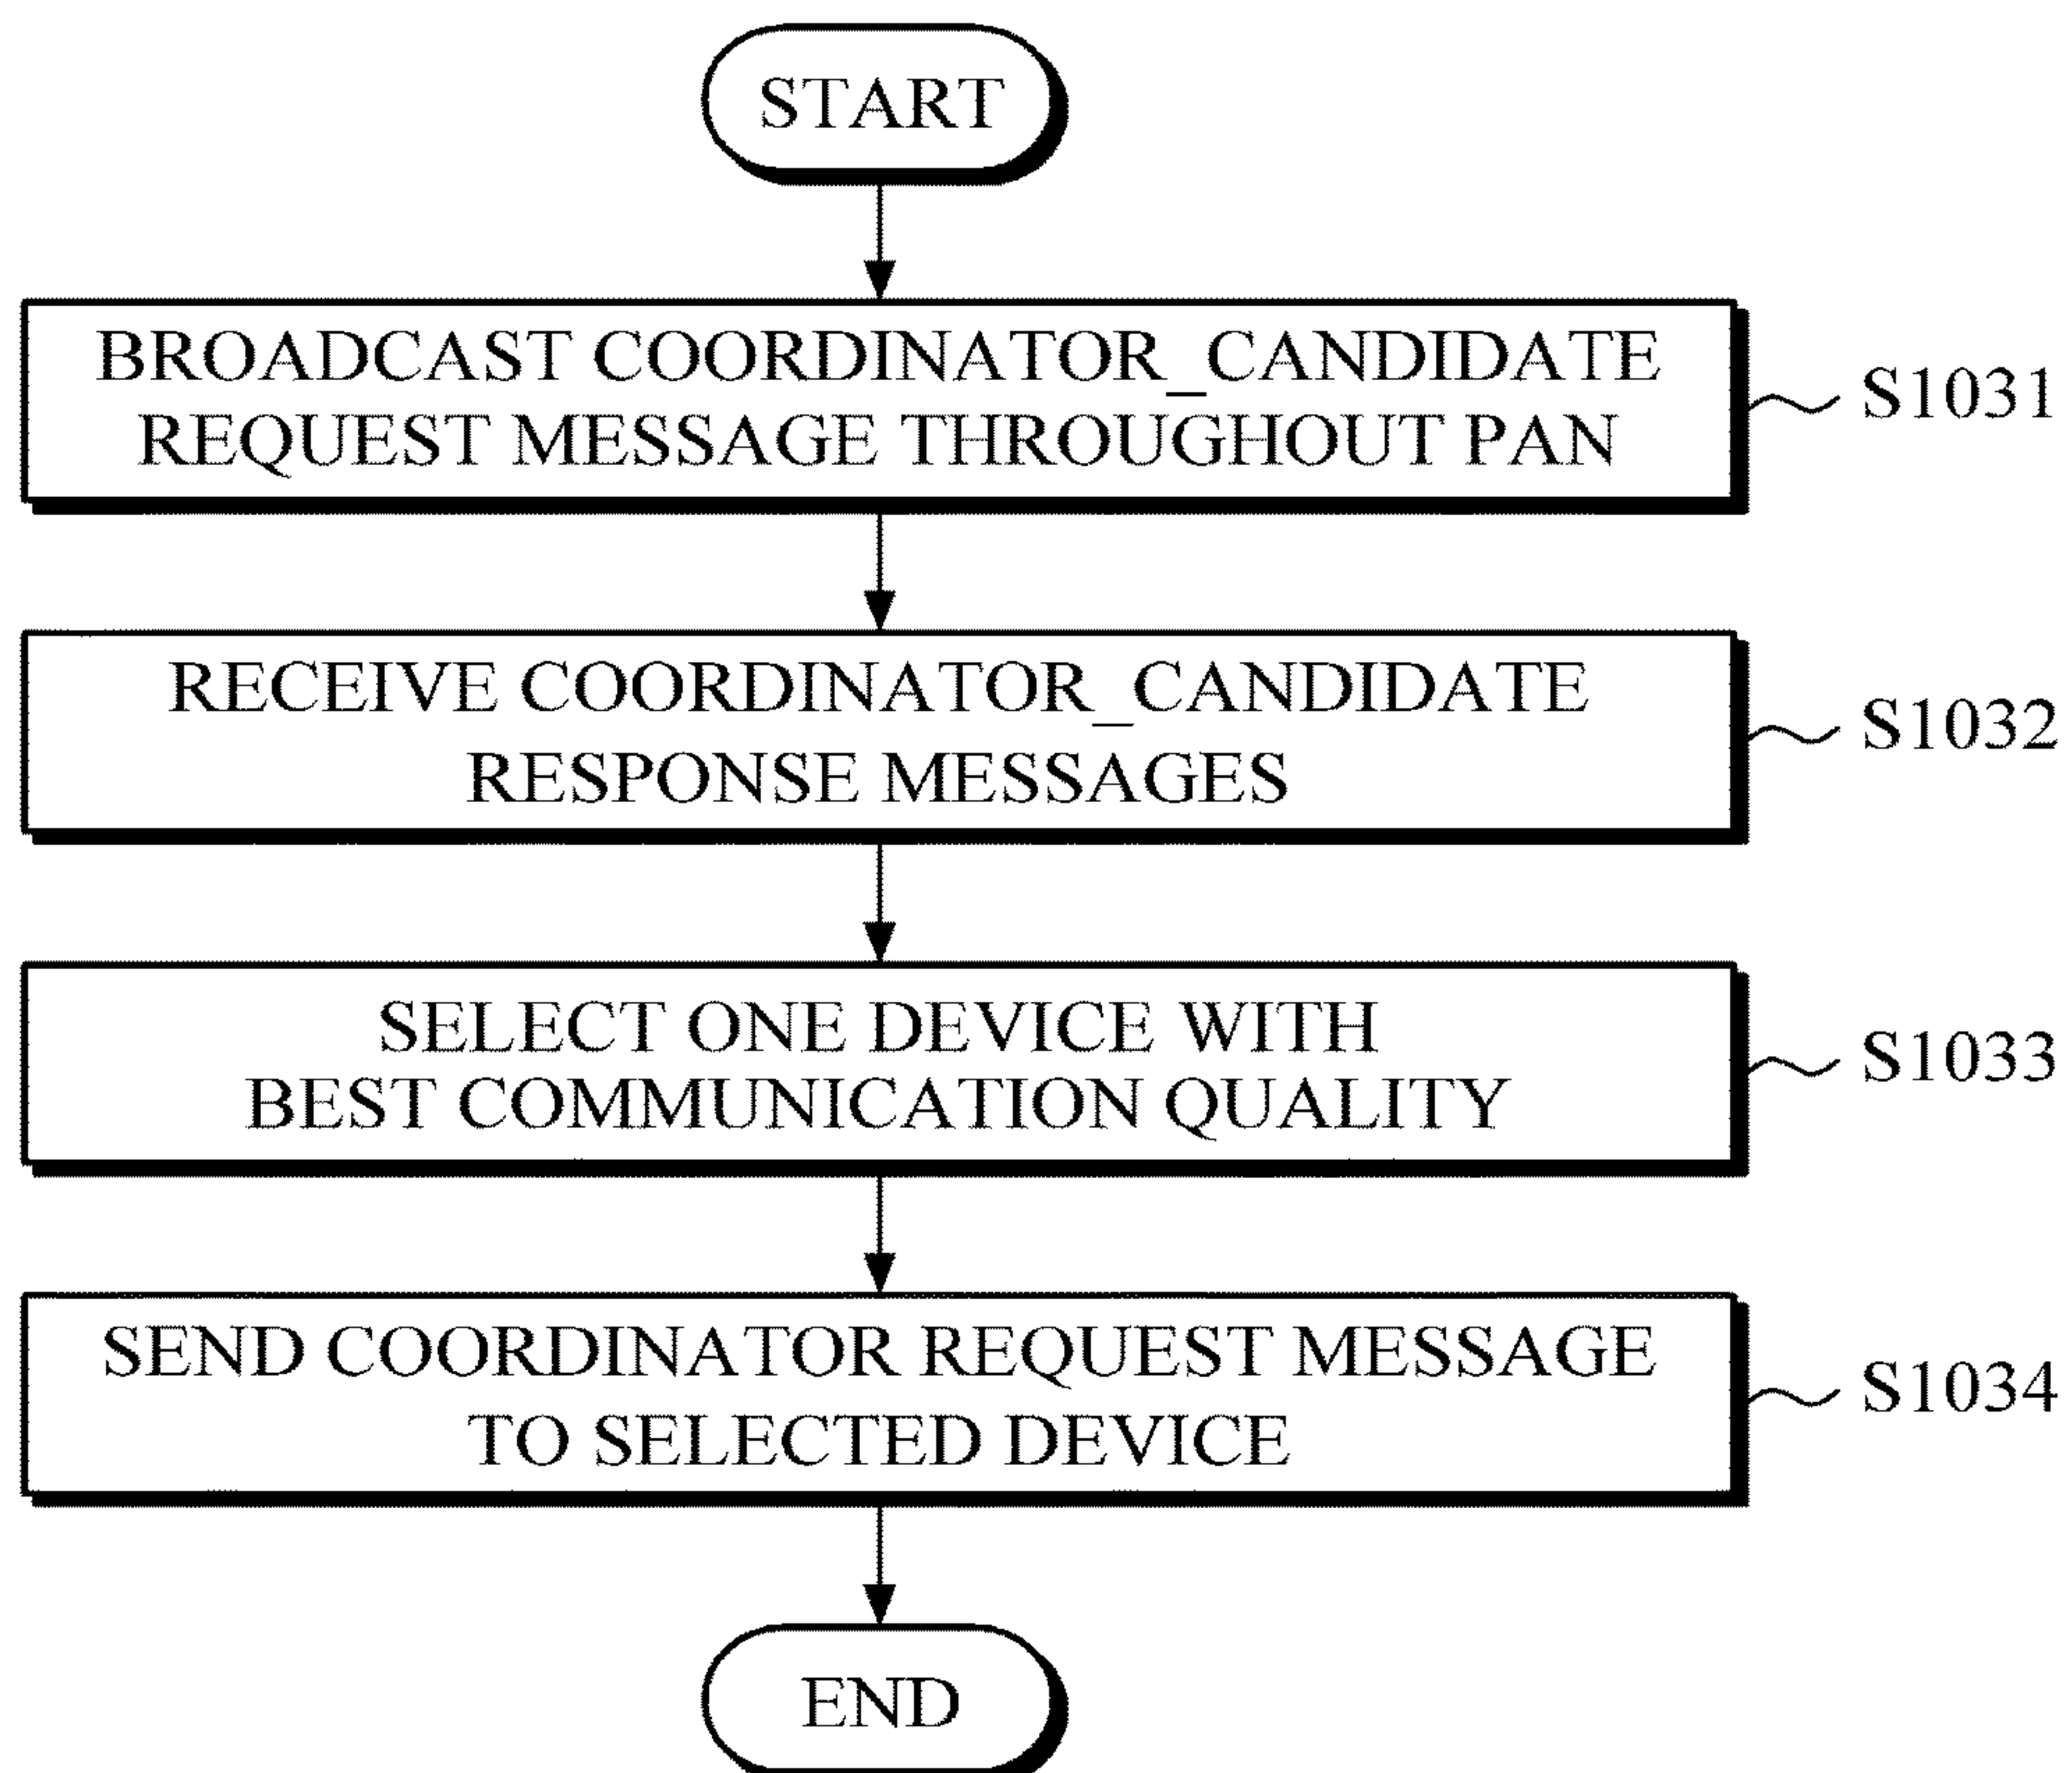 START
BROADCAST COORDINATOR_CANDIDATE
REQUEST MESSAGE THROUGHOUT PAN
S1031
RECEIVE COORDINATOR_CANDIDATE
RESPONSE MESSAGES
S1032
SELECT ONE DEVICE WITH
BEST COMMUNICATION QUALITY
S1033
SEND COORDINATOR REQUEST MESSAGE
TO SELECTED DEVICE
S1034
END